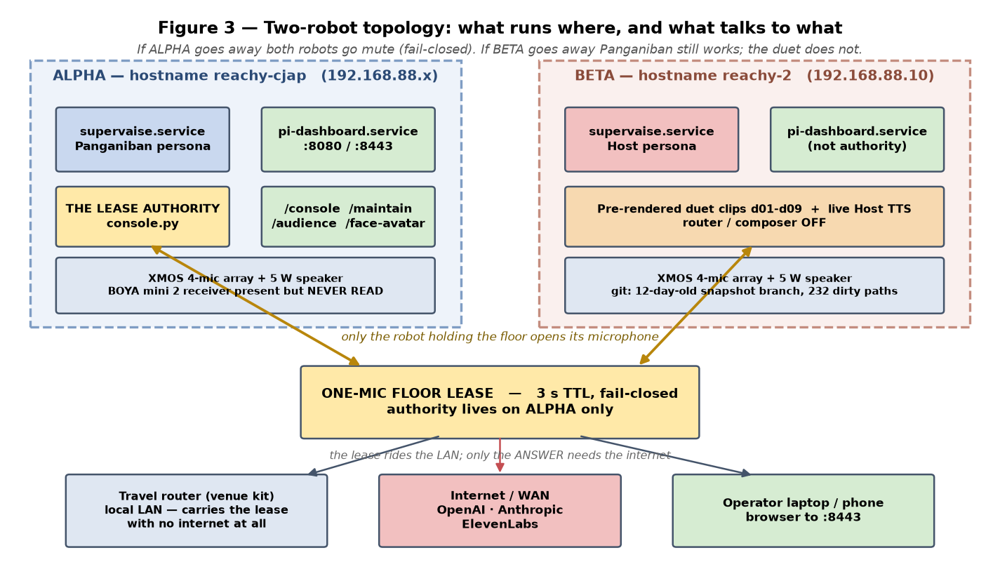 Figure 3 — Two-robot topology: what runs where, and what talks to what
If ALPHA goes away both robots go mute (fail-closed). If BETA goes away Panganiban still works; the duet does not.
ALPHA — hostname reachy-cjap (192.168.88.x)
supervaise.service
Panganiban persona
pi-dashboard.service
:8080 / :8443
THE LEASE AUTHORITY
console.py
/console /maintain
/audience /face-avatar
XMOS 4-mic array + 5 W speaker
BOYA mini 2 receiver present but NEVER READ
BETA — hostname reachy-2 (192.168.88.10)
supervaise.service
Host persona
pi-dashboard.service
(not authority)
Pre-rendered duet clips d01-d09 + live Host TTS
router / composer OFF
XMOS 4-mic array + 5 W speaker
git: 12-day-old snapshot branch, 232 dirty paths
only the robot holding the floor opens its microphone
ONE-MIC FLOOR LEASE — 3 s TTL, fail-closed
authority lives on ALPHA only
the lease rides the LAN; only the ANSWER needs the internet
Travel router (venue kit)
local LAN — carries the lease
with no internet at all
Internet / WAN
OpenAI · Anthropic
ElevenLabs
Operator laptop / phone
browser to :8443